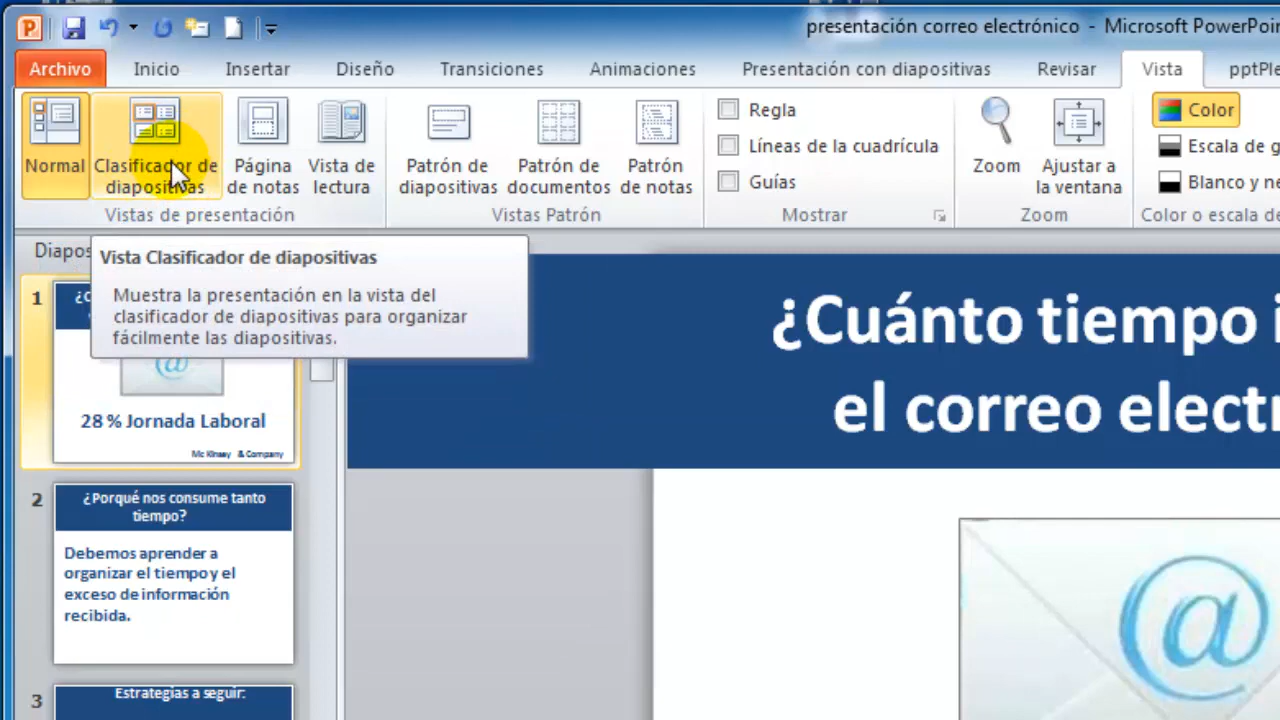 presentación correo electrónico - Microsoft PowerPoin
Archivo Inicio Insertar Diseño Transiciones Animaciones Presentación con diapositivas Revisar Vista pptPle
Normal
Clasificador de
diapositivas
Página
de notas
Vista de
lectura
Vistas de presentación
Patrón de
diapositivas
Patrón de
documentos
Patrón
de notas
Vistas Patrón
Regla
Líneas de la cuadrícula
Guías
Mostrar
Zoom
Ajustar a
la ventana
Zoom
Color
Escala de g
Blanco y ne
Color o escala de
Diapos
Vista Clasificador de diapositivas
Muestra la presentación en la vista del
clasificador de diapositivas para organizar
fácilmente las diapositivas.
1
@
28 % Jornada Laboral
Mc Kinsey & Company
2
¿Porqué nos consume tanto
tiempo?
Debemos aprender a
organizar el tiempo y el
exceso de información
recibida.
3
Estrategias a seguir:
¿Cuánto tiempo i
el correo electr
@